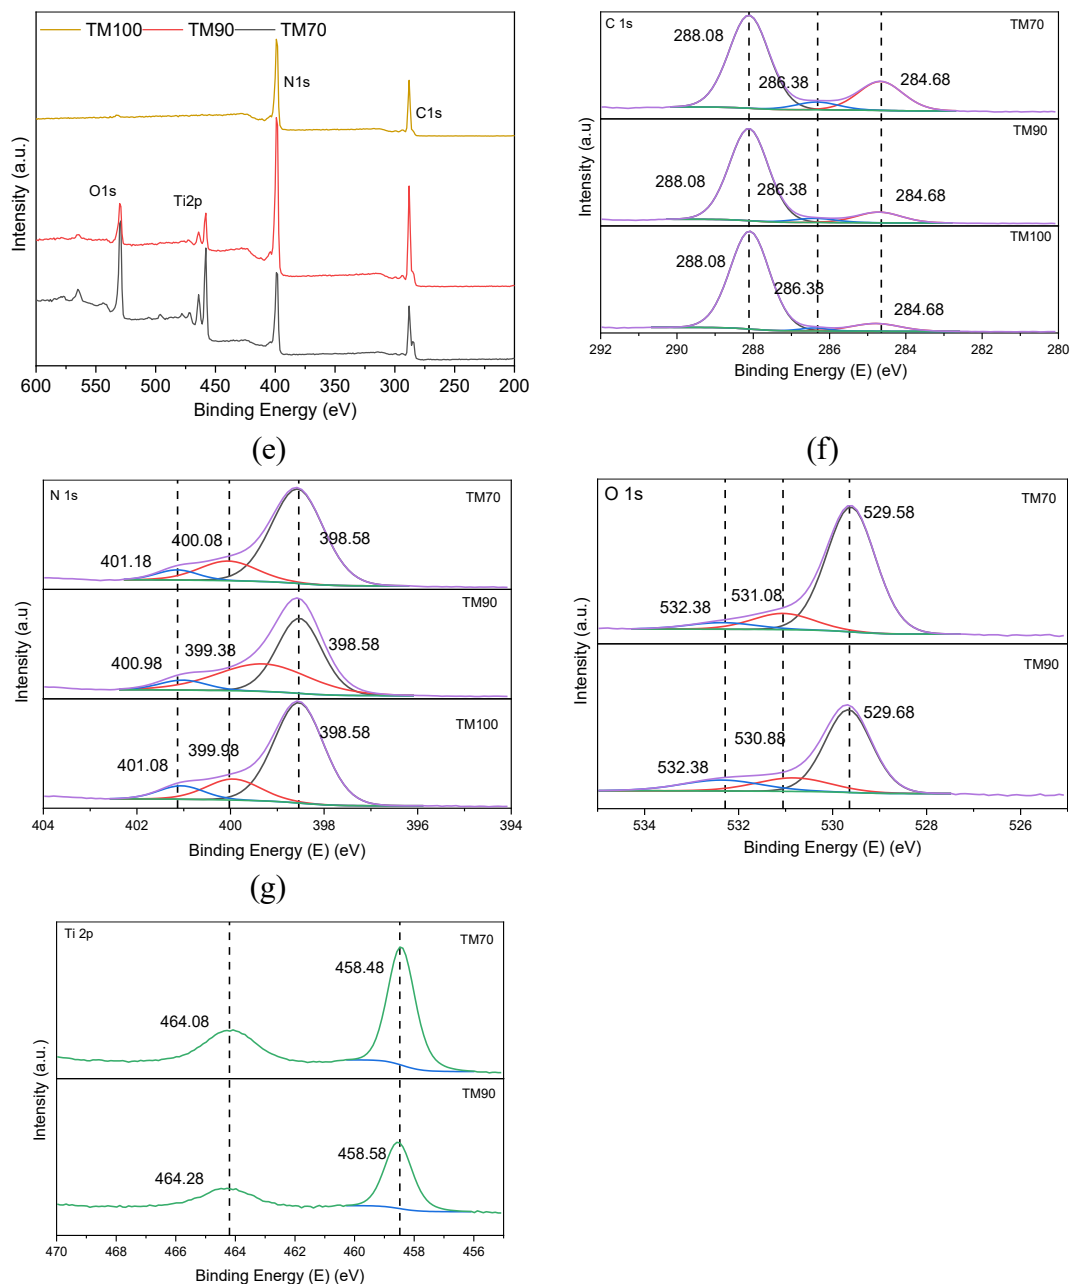 TM100 TM90 TM70
N1s
C1s
O1s
Ti2p
Intensity (a.u.)
600 550 500 450 400 350 300 250 200
Binding Energy (eV)
C 1s
TM70
288.08
286.38
284.68
TM90
288.08
286.38
284.68
TM100
288.08
286.38
284.68
Intensity (a.u)
292 290 288 286 284 282 280
Binding Energy (E) (eV)
(e)
(f)
N 1s
TM70
401.18
400.08
398.58
TM90
400.98
399.38
398.58
TM100
401.08
399.98
398.58
Intensity (a.u)
404 402 400 398 396 394
Binding Energy (E) (eV)
O 1s
TM70
532.38
531.08
529.58
TM90
532.38
530.88
529.68
Intensity (a.u.)
534 532 530 528 526
Binding Energy (E) (eV)
(g)
Ti 2p
TM70
464.08
458.48
TM90
464.28
458.58
Intensity (a.u.)
470 468 466 464 462 460 458 456
Binding Energy (E) (eV)